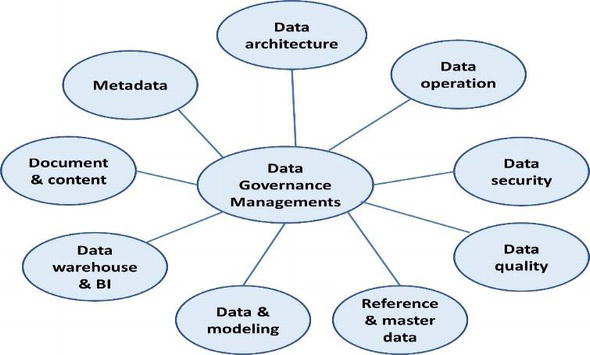 Data
architecture
Data
operation
Metadata
Document
& content
Data
Governance
Managements
Data
security
Data
warehouse
& BI
Data
quality
Data &
modeling
Reference
& master
data